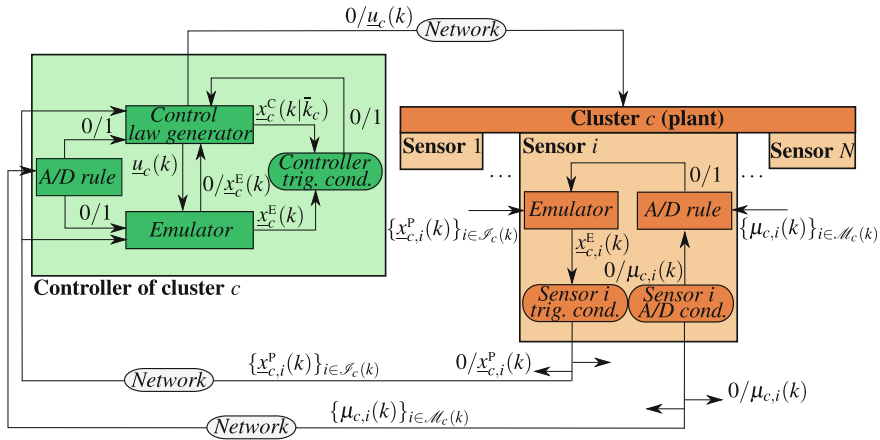 0/u_c(k)
Network
Control
law generator
x_c^C(k|k̄_c)
0/1
0/1
u_c(k)
0/x_c^E(k)
Controller
trig. cond.
A/D rule
0/1
Emulator
x_c^E(k)
Controller of cluster c
Cluster c (plant)
Sensor 1
Sensor i
Sensor N
...
...
0/1
Emulator
A/D rule
{x_{c,i}^P(k)}_{i∈ℐ_c(k)}
{μ_{c,i}(k)}_{i∈ℳ_c(k)}
x_{c,i}^E(k)
0/μ_{c,i}(k)
Sensor i
trig. cond.
Sensor i
A/D cond.
{x_{c,i}^P(k)}_{i∈ℐ_c(k)}
0/x_{c,i}^P(k)
Network
0/μ_{c,i}(k)
{μ_{c,i}(k)}_{i∈ℳ_c(k)}
Network